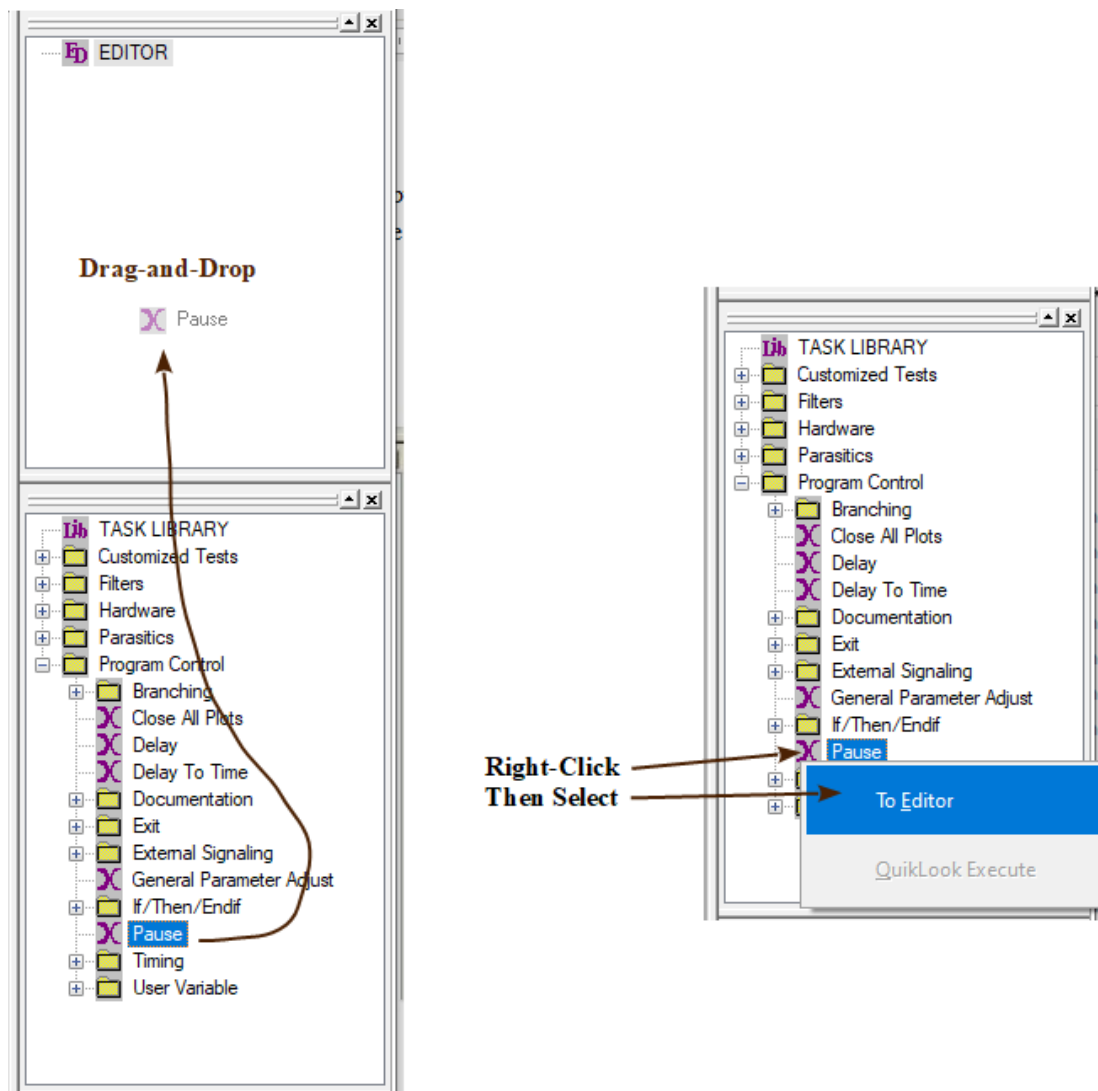 ED EDITOR
Drag-and-Drop
Pause
Lib TASK LIBRARY
Customized Tests
Filters
Hardware
Parasitics
Program Control
Branching
Close All Plots
Delay
Delay To Time
Documentation
Exit
External Signaling
General Parameter Adjust
If/Then/Endif
Pause
Timing
User Variable
Lib TASK LIBRARY
Customized Tests
Filters
Hardware
Parasitics
Program Control
Branching
Close All Plots
Delay
Delay To Time
Documentation
Exit
External Signaling
General Parameter Adjust
If/Then/Endif
Pause
Right-Click
Then Select
To Editor
QuikLook Execute